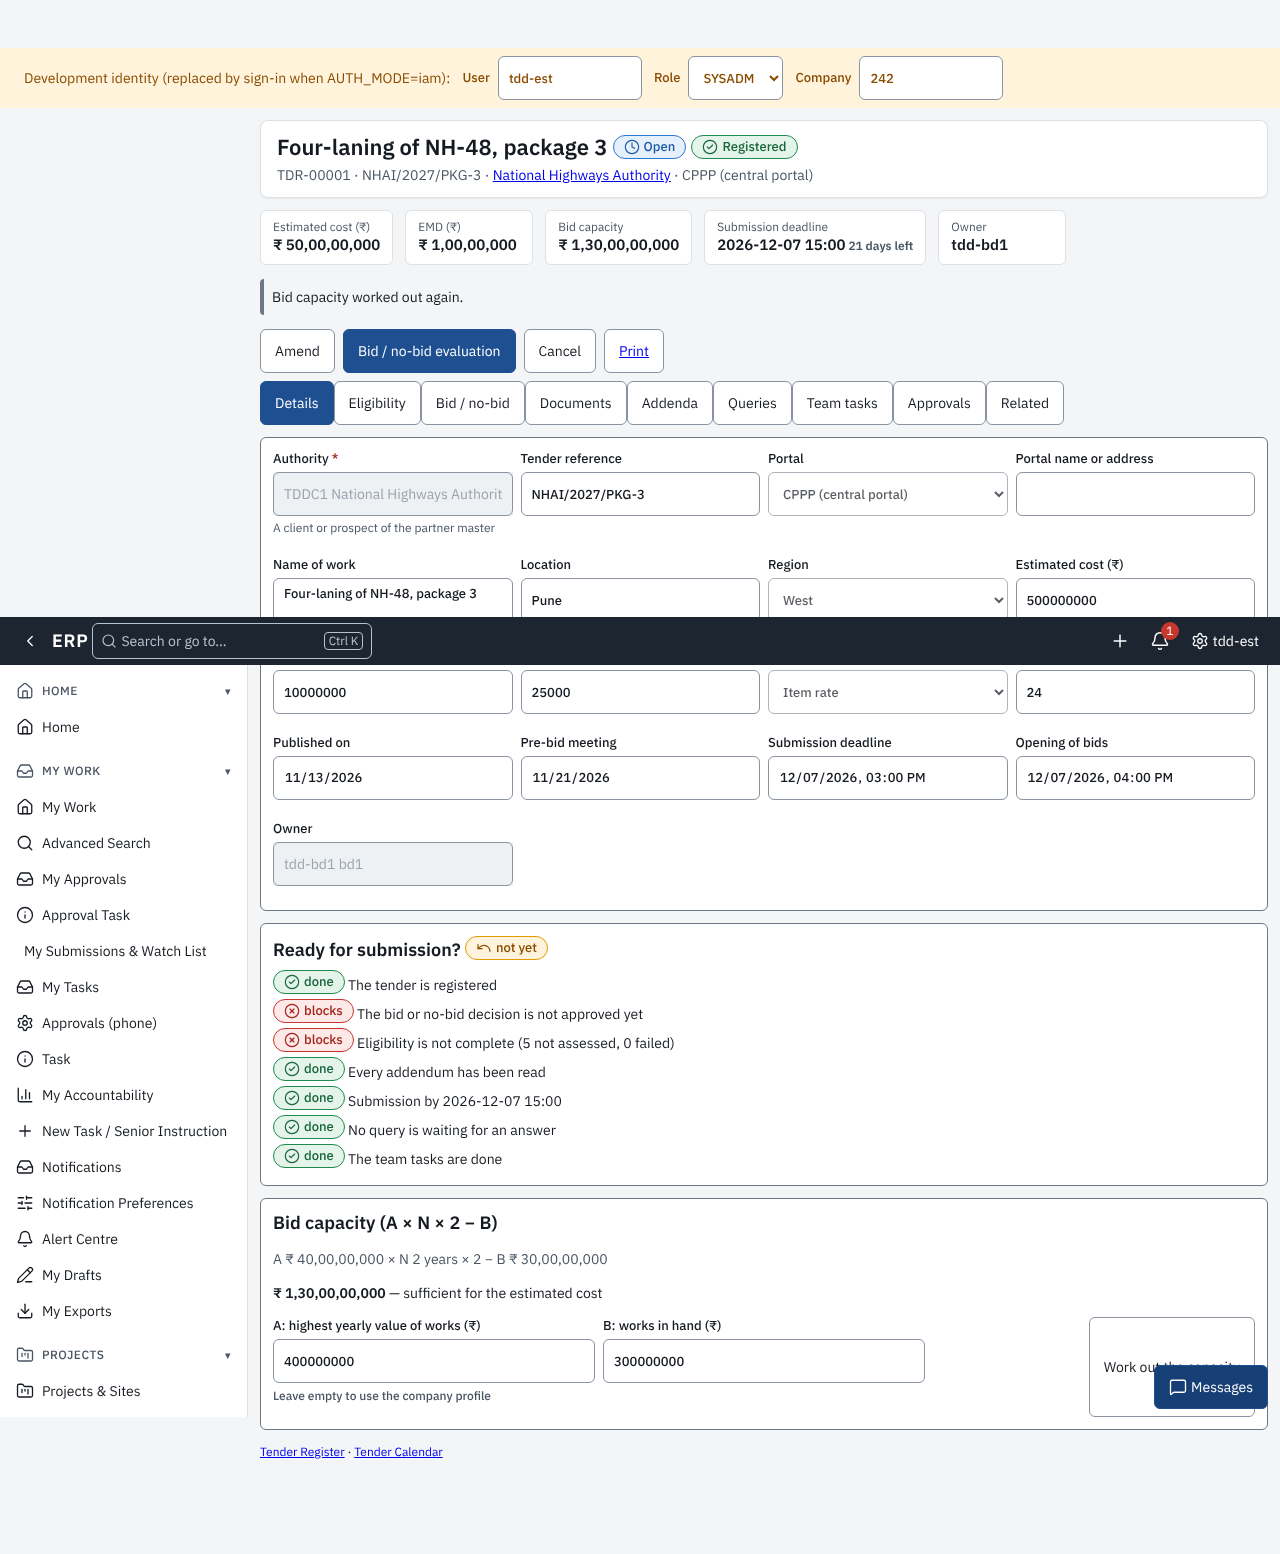 Development identity (replaced by sign-in when AUTH_MODE=iam): User tdd-est Role SYSADM Company 242
Four-laning of NH-48, package 3 Open Registered
TDR-00001 · NHAI/2027/PKG-3 · National Highways Authority · CPPP (central portal)
Estimated cost (₹) EMD (₹) Bid capacity Submission deadline Owner
₹ 50,00,00,000 ₹ 1,00,00,000 ₹ 1,30,00,00,000 2026-12-07 15:00 21 days left tdd-bd1
Bid capacity worked out again.
Amend Bid / no-bid evaluation Cancel Print
Details Eligibility Bid / no-bid Documents Addenda Queries Team tasks Approvals Related
Authority * Tender reference Portal Portal name or address
TDDC1 National Highways Authorit NHAI/2027/PKG-3 CPPP (central portal)
A client or prospect of the partner master
Name of work Location Region Estimated cost (₹)
Four-laning of NH-48, package 3 Pune West 500000000
ERP Search or go to... Ctrl K 1 tdd-est
10000000 25000 Item rate 24
Published on Pre-bid meeting Submission deadline Opening of bids
11/13/2026 11/21/2026 12/07/2026, 03:00 PM 12/07/2026, 04:00 PM
Owner
tdd-bd1 bd1
Ready for submission? not yet
done The tender is registered
blocks The bid or no-bid decision is not approved yet
blocks Eligibility is not complete (5 not assessed, 0 failed)
done Every addendum has been read
done Submission by 2026-12-07 15:00
done No query is waiting for an answer
done The team tasks are done
Bid capacity (A × N × 2 − B)
A ₹ 40,00,00,000 × N 2 years × 2 − B ₹ 30,00,00,000
₹ 1,30,00,00,000 — sufficient for the estimated cost
A: highest yearly value of works (₹) B: works in hand (₹)
400000000 300000000
Leave empty to use the company profile
Work out
Messages
Tender Register · Tender Calendar
HOME
Home
MY WORK
My Work
Advanced Search
My Approvals
Approval Task
My Submissions & Watch List
My Tasks
Approvals (phone)
Task
My Accountability
New Task / Senior Instruction
Notifications
Notification Preferences
Alert Centre
My Drafts
My Exports
PROJECTS
Projects & Sites